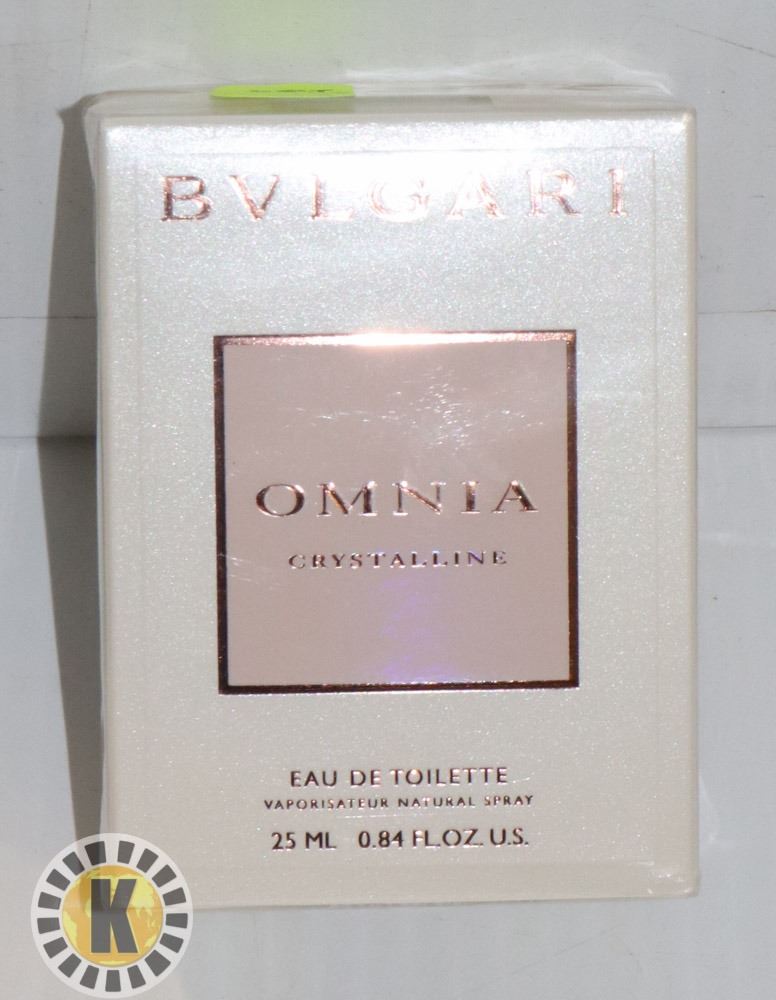 BVLGARI
OMNIA
CRYSTALLINE
EAU DE TOILETTE
VAPORISATEUR NATURAL SPRAY
25 ML 0.84 FL.OZ. U.S.
K